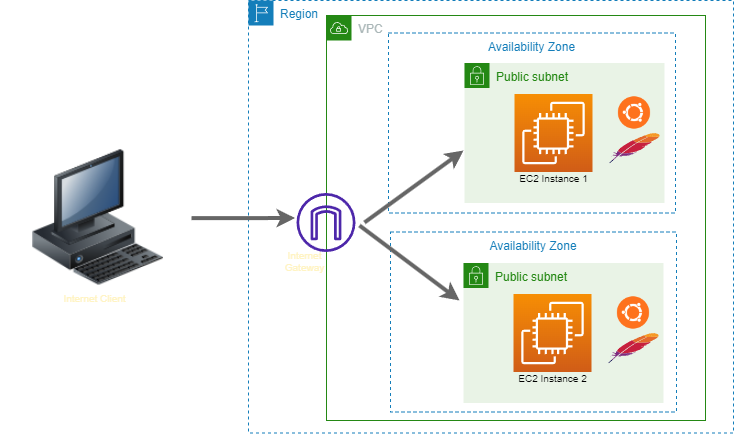 Region
VPC
Availability Zone
Public subnet
EC2 Instance 1
Internet
Gateway
Internet Client
Availability Zone
Public subnet
EC2 Instance 2